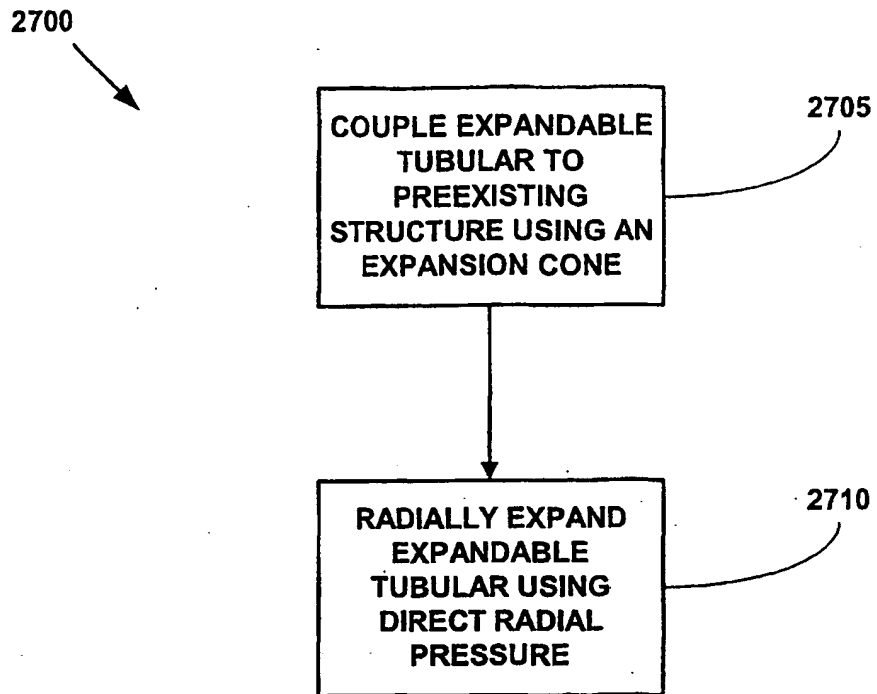 2700
2705
COUPLE EXPANDABLE
TUBULAR TO
PREEXISTING
STRUCTURE USING AN
EXPANSION CONE
2710
RADIALLY EXPAND
EXPANDABLE
TUBULAR USING
DIRECT RADIAL
PRESSURE